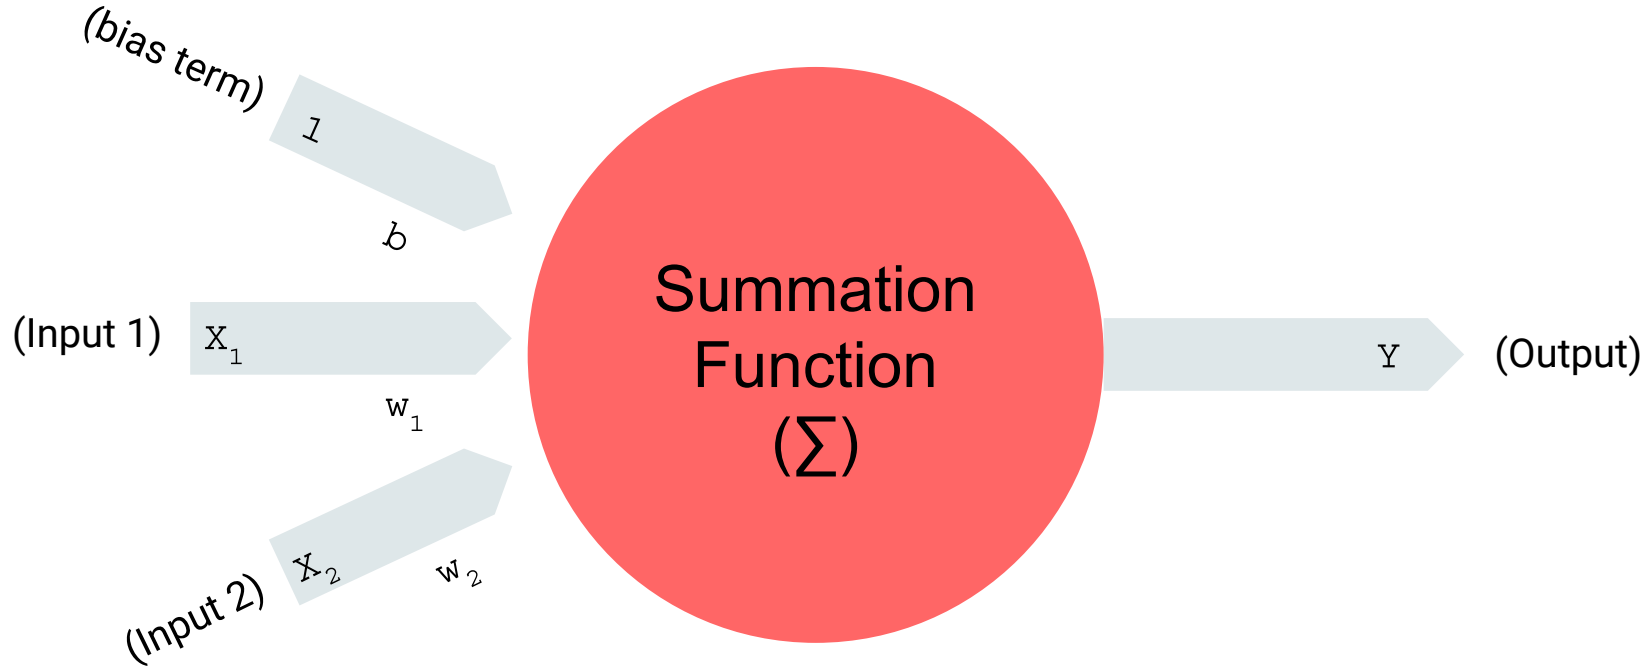 (bias term)
1
b
(Input 1)
X₁
w₁
(Input 2)
X₂
w₂
Summation
Function
(∑)
Y
(Output)